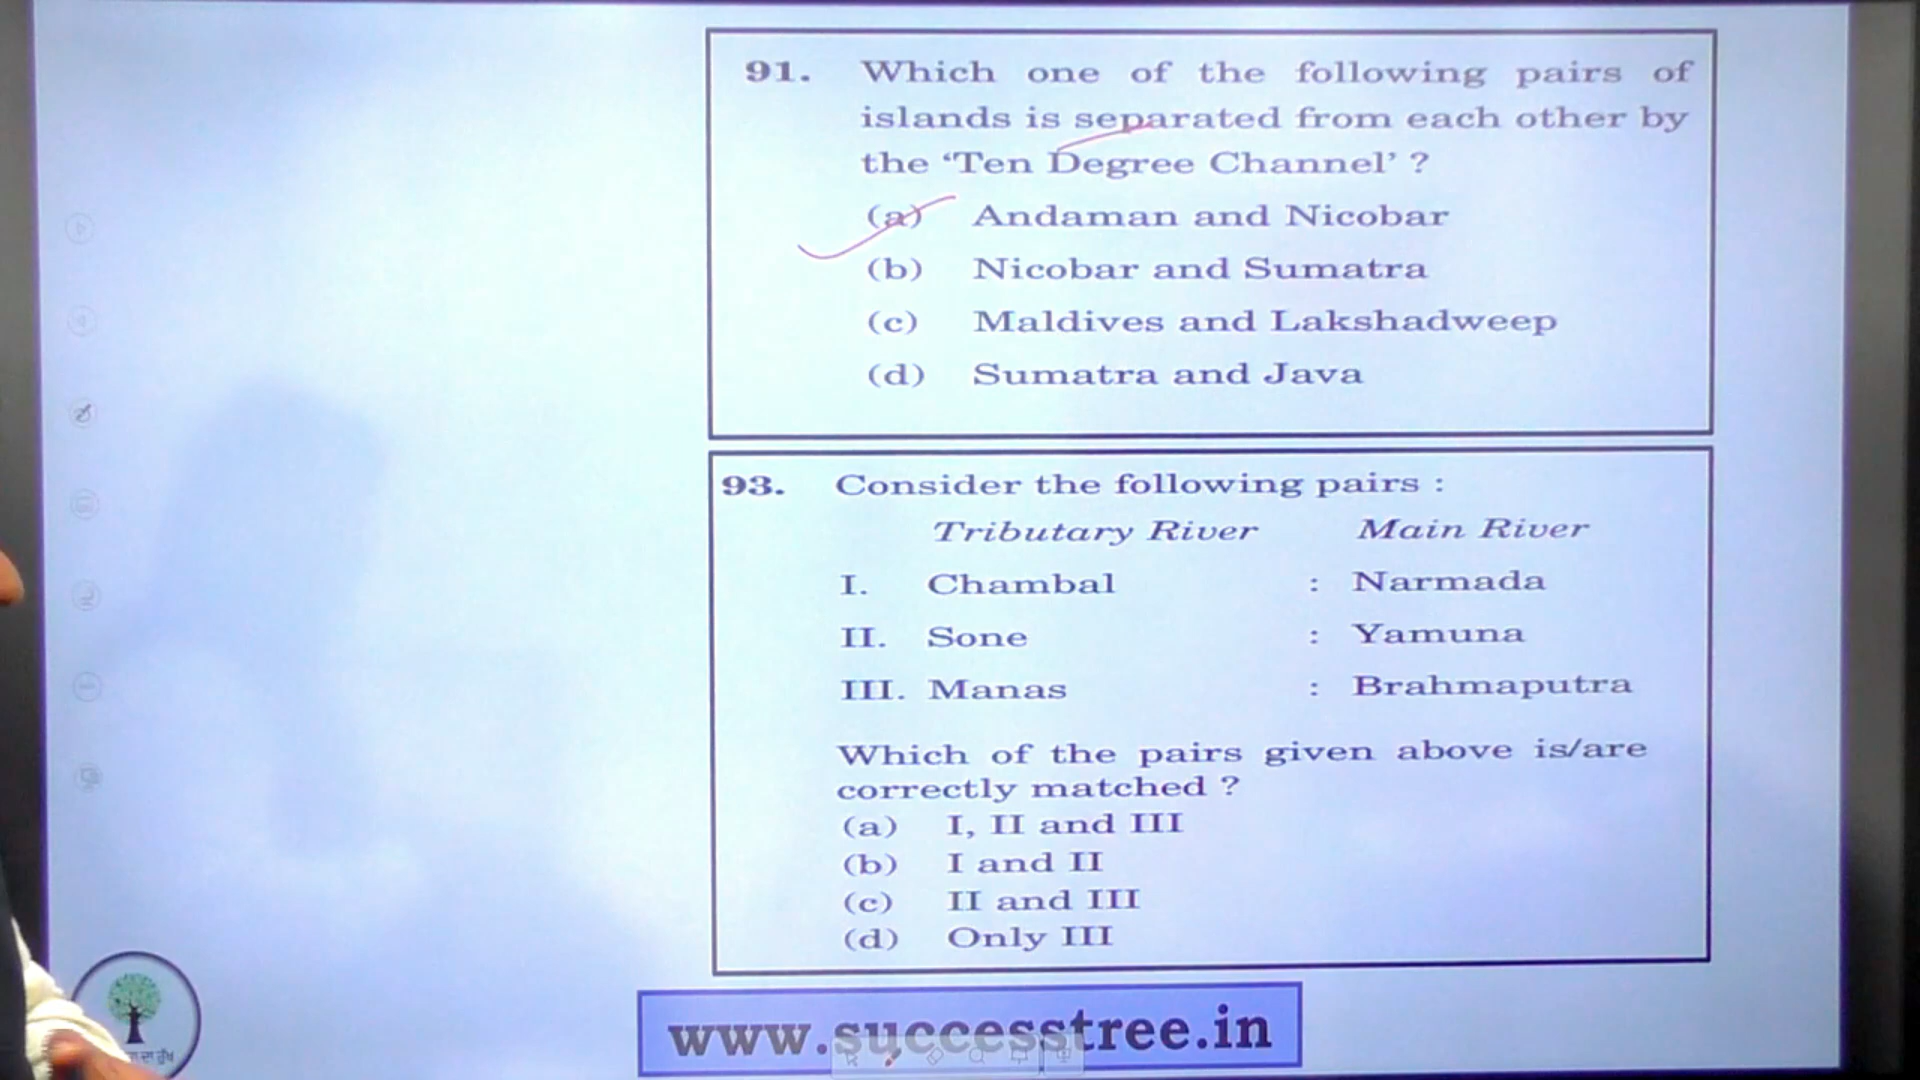 91. Which one of the following pairs of
islands is separated from each other by
the ‘Ten Degree Channel’ ?
(a) Andaman and Nicobar
(b) Nicobar and Sumatra
(c) Maldives and Lakshadweep
(d) Sumatra and Java
93. Consider the following pairs :
Tributary River Main River
I. Chambal : Narmada
II. Sone : Yamuna
III. Manas : Brahmaputra
Which of the pairs given above is/are
correctly matched ?
(a) I, II and III
(b) I and II
(c) II and III
(d) Only III
www.successtree.in
ਦਾ ਰੁੱਖ